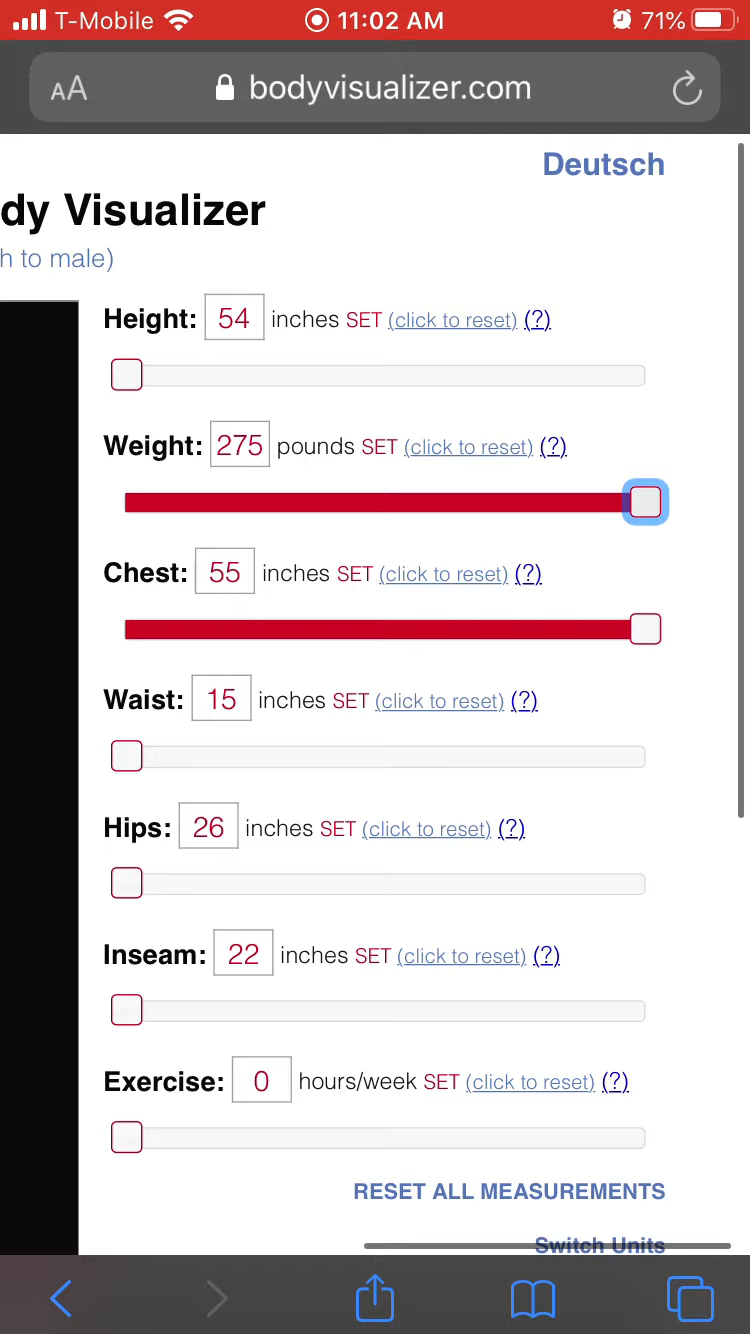 T-Mobile 11:02 AM 71%
AA bodyvisualizer.com
Deutsch
dy Visualizer
h to male)
Height: 54 inches SET (click to reset) (?)
Weight: 275 pounds SET (click to reset) (?)
Chest: 55 inches SET (click to reset) (?)
Waist: 15 inches SET (click to reset) (?)
Hips: 26 inches SET (click to reset) (?)
Inseam: 22 inches SET (click to reset) (?)
Exercise: 0 hours/week SET (click to reset) (?)
RESET ALL MEASUREMENTS
Switch Units